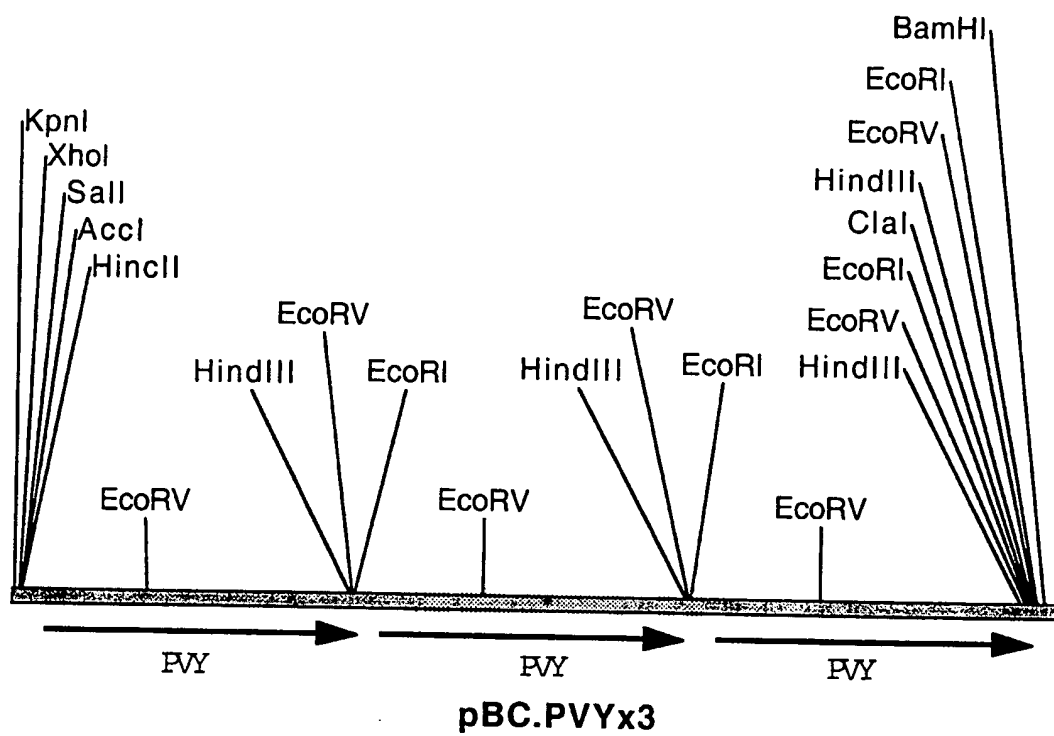 BamHI
EcoRI
KpnI
EcoRV
XhoI
HindIII
SalI
ClaI
AccI
HincII
EcoRI
EcoRV
EcoRV
EcoRV
HindIII
EcoRI
HindIII
EcoRI
HindIII
EcoRV
EcoRV
EcoRV
PVY
PVY
PVY
pBC.PVYx3